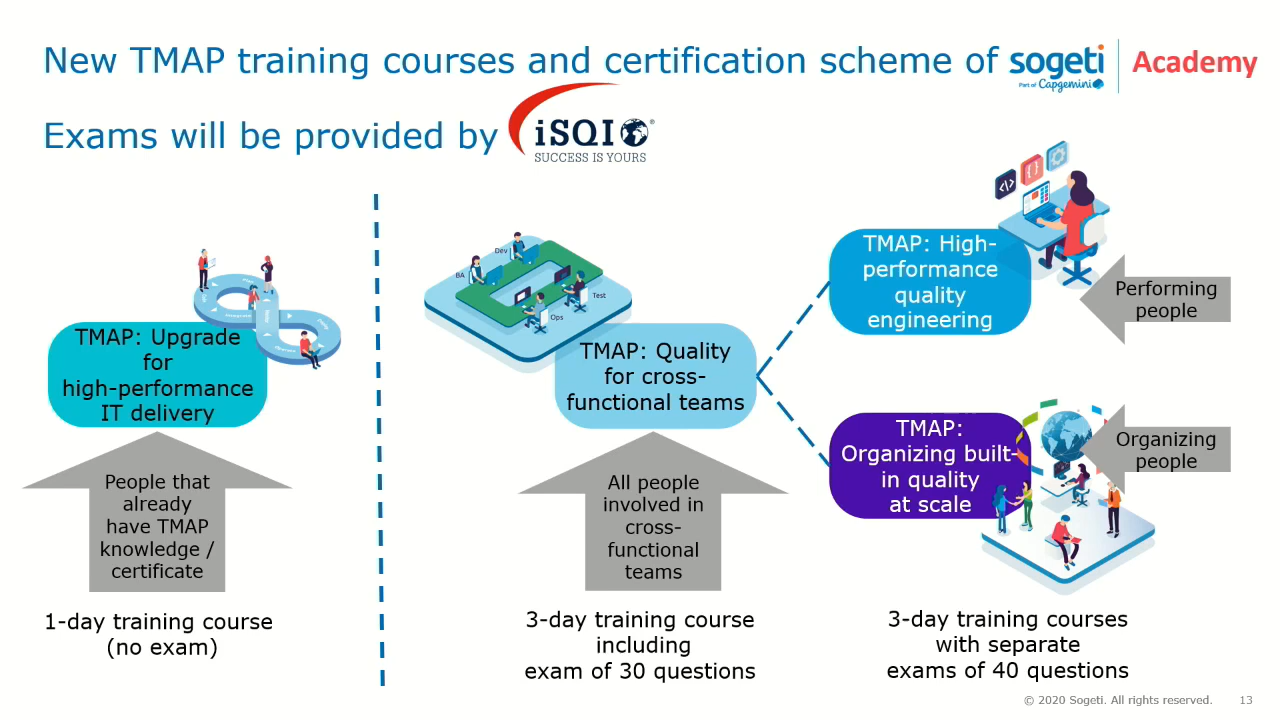 New TMAP training courses and certification scheme of sogeti Academy
Part of Capgemini
Exams will be provided by iSQI ®
SUCCESS IS YOURS
TMAP: Upgrade
for
high-performance
IT delivery
People that
already
have TMAP
knowledge /
certificate
1-day training course
(no exam)
Dev
BA
Test
Ops
TMAP: Quality
for cross-
functional teams
All people
involved in
cross-
functional
teams
3-day training course
including
exam of 30 questions
</>
{ }
TMAP: High-
performance
quality
engineering
Performing
people
TMAP:
Organizing built-
in quality
at scale
Organizing
people
3-day training courses
with separate
exams of 40 questions
© 2020 Sogeti. All rights reserved. 13